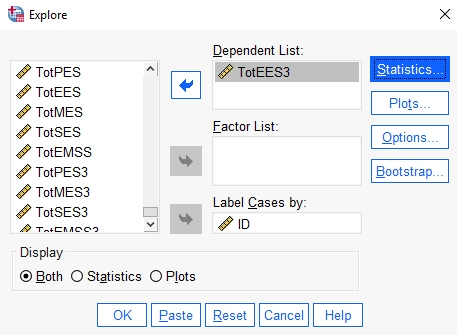 Explore
Dependent List:
TotPES
TotEES
TotMES
TotSES
TotEMSS
TotPES3
TotMES3
TotSES3
TotEMSS3
TotEES3
Factor List:
Label Cases by:
ID
Statistics...
Plots...
Options...
Bootstrap...
Display
Both Statistics Plots
OK Paste Reset Cancel Help